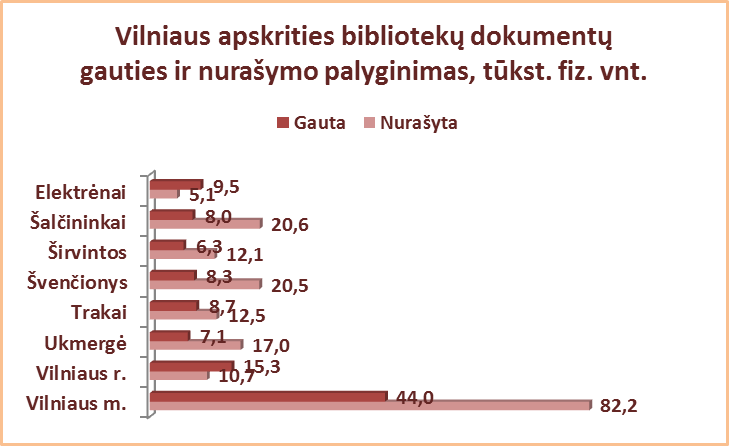 Vilniaus apskrities bibliotekų dokumentų
gauties ir nurašymo palyginimas, tūkst. fiz. vnt.
Gauta Nurašyta
Elektrėnai 9,5 5,1
Šalčininkai 8,0 20,6
Širvintos 6,3 12,1
Švenčionys 8,3 20,5
Trakai 8,7 12,5
Ukmergė 7,1 17,0
Vilniaus r. 15,3 10,7
Vilniaus m. 44,0 82,2